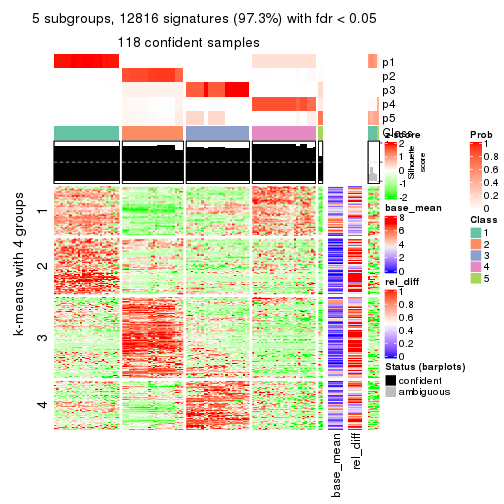 5 subgroups, 12816 signatures (97.3%) with fdr < 0.05
118 confident samples
p1
p2
p3
p4
p5
Class
Silhouette
score
k-means with 4 groups
1
2
3
4
base_mean
rel_diff
z-score
2
1
0
-1
-2
base_mean
8
6
4
2
0
rel_diff
1
0.8
0.6
0.4
0.2
0
Status (barplots)
confident
ambiguous
Prob
1
0.8
0.6
0.4
0.2
0
Class
1
2
3
4
5